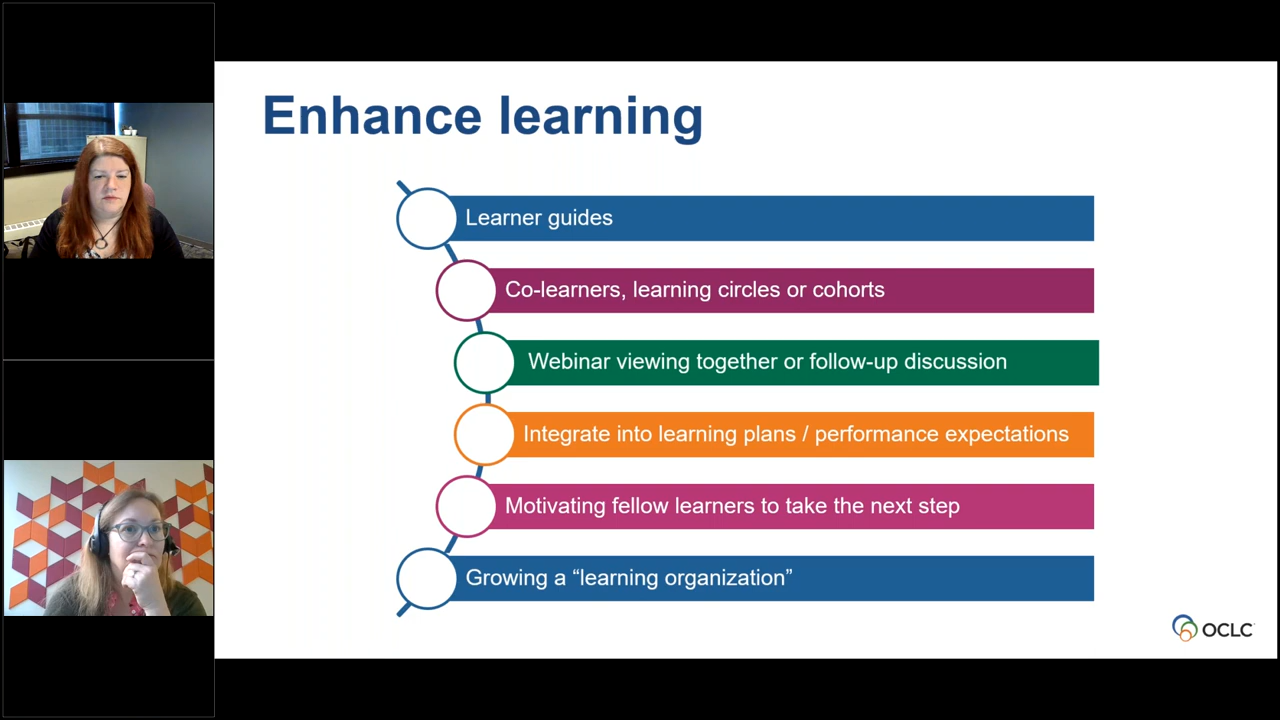 Enhance learning
Learner guides
Co-learners, learning circles or cohorts
Webinar viewing together or follow-up discussion
Integrate into learning plans / performance expectations
Motivating fellow learners to take the next step
Growing a “learning organization”
OCLC